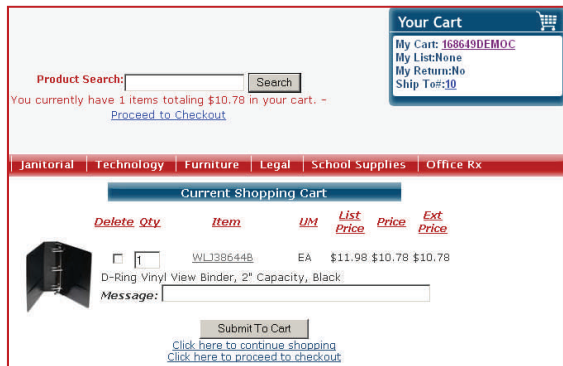 Your Cart
My Cart: 168649DEMOC
My List:None
My Return:No
Ship To#:10
Product Search: Search
You currently have 1 items totaling $10.78 in your cart. -
Proceed to Checkout
Janitorial | Technology | Furniture | Legal | School Supplies | Office Rx
Current Shopping Cart
Delete Qty Item UM List Price Price Ext Price
1 WLJ38644B EA $11.98 $10.78 $10.78
D-Ring Vinyl View Binder, 2" Capacity, Black
Message:
Submit To Cart
Click here to continue shopping
Click here to proceed to checkout